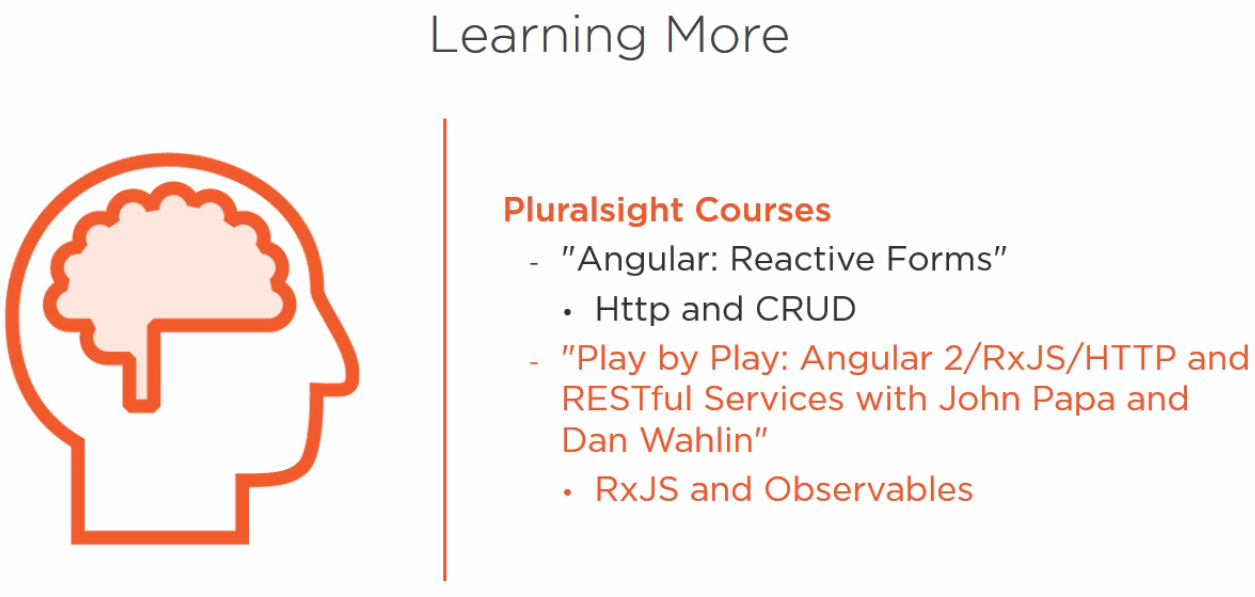 Learning More
Pluralsight Courses
- "Angular: Reactive Forms"
• Http and CRUD
- "Play by Play: Angular 2/RxJS/HTTP and
RESTful Services with John Papa and
Dan Wahlin"
• RxJS and Observables